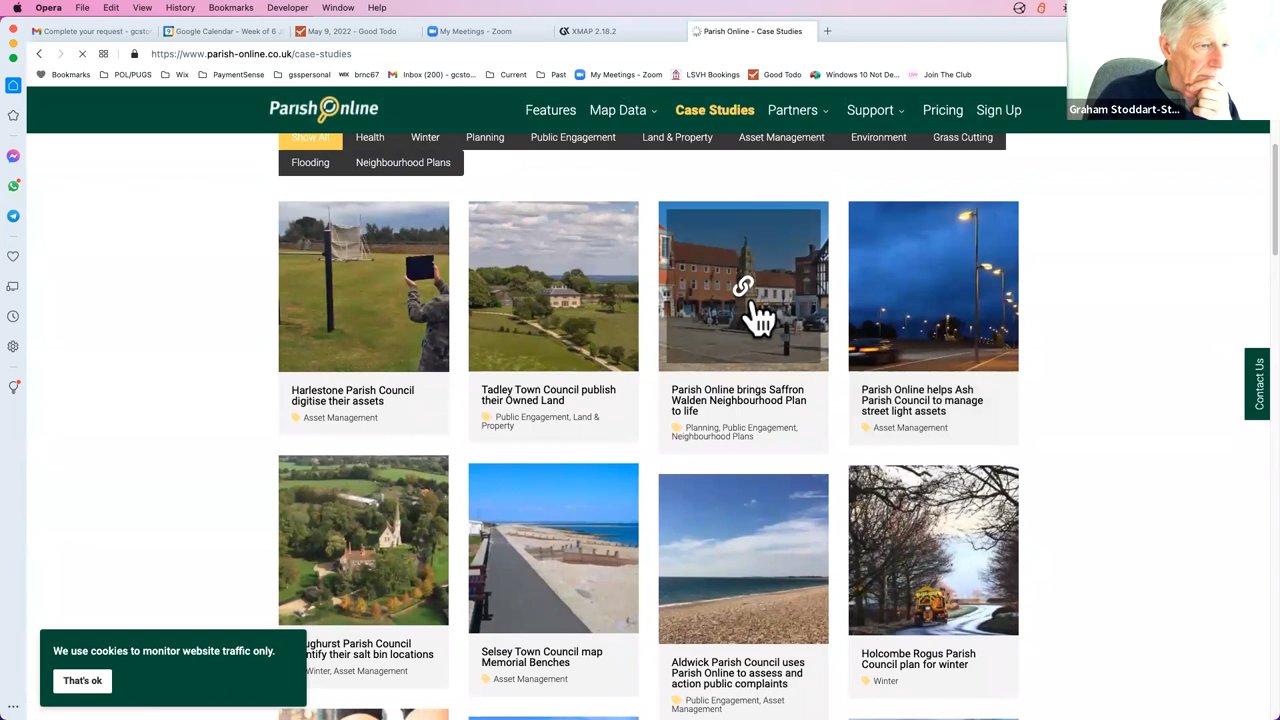 Opera File Edit View History Bookmarks Developer Window Help
Complete your request - gcstor
Google Calendar - Week of 6 J
May 9, 2022 - Good Todo
My Meetings - Zoom
XMAP 2.18.2
Parish Online - Case Studies
https://www.parish-online.co.uk/case-studies
Bookmarks POL/PUGS Wix PaymentSense gsspersonal WIX brnc67 Inbox (200) - gcsto... Current Past My Meetings - Zoom LSVH Bookings Good Todo Windows 10 Not De... Join The Club
Graham Stoddart-St...
Parish Online
Features Map Data Case Studies Partners Support Pricing Sign Up
Show All Health Winter Planning Public Engagement Land & Property Asset Management Environment Grass Cutting
Flooding Neighbourhood Plans
Harlestone Parish Council
digitise their assets
Asset Management
Tadley Town Council publish
their Owned Land
Public Engagement, Land &
Property
Parish Online brings Saffron
Walden Neighbourhood Plan
to life
Planning, Public Engagement,
Neighbourhood Plans
Parish Online helps Ash
Parish Council to manage
street light assets
Asset Management
Contact Us
ughurst Parish Council
ntify their salt bin locations
Winter, Asset Management
Selsey Town Council map
Memorial Benches
Asset Management
Aldwick Parish Council uses
Parish Online to assess and
action public complaints
Public Engagement, Asset
Management
Holcombe Rogus Parish
Council plan for winter
Winter
We use cookies to monitor website traffic only.
That's ok